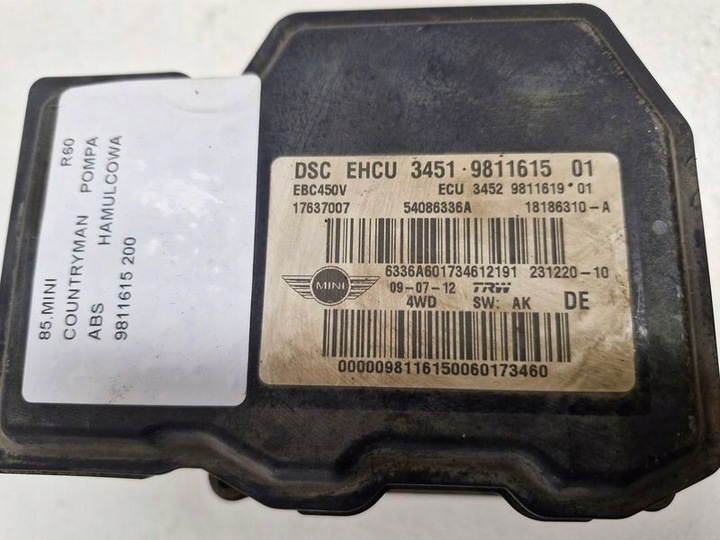 85.MINI R60
COUNTRYMAN POMPA
ABS HAMULCOWA
9811615 200
DSC EHCU 3451 · 9811615 01
EBC450V ECU 3452 9811619*01
17637007 54086336A 18186310-A
6336A601734612191 231220-10
MINI 09-07-12 TRW
4WD SW: AK DE
0000098116150060173460